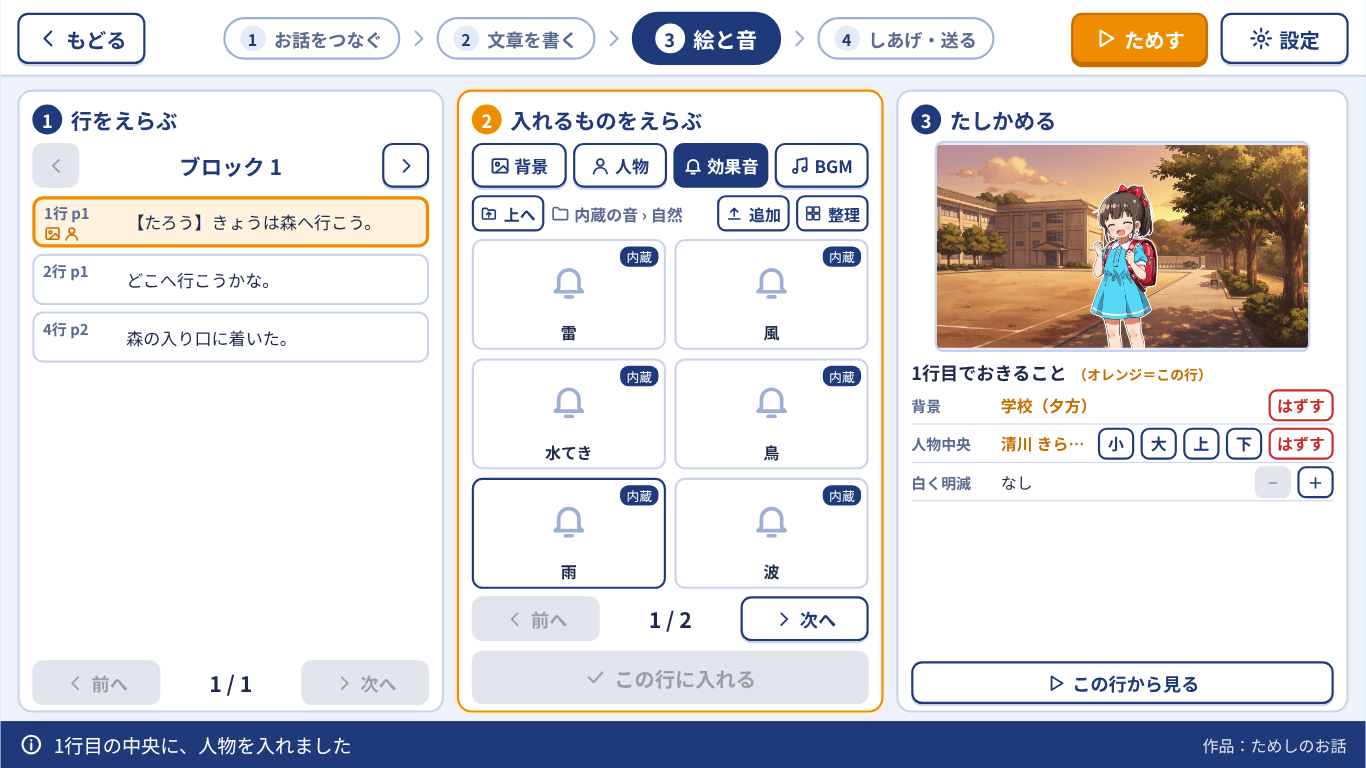 もどる
1 お話をつなぐ
2 文章を書く
3 絵と音
4 しあげ・送る
ためす
設定
1 行をえらぶ
ブロック 1
1行 p1
【たろう】きょうは森へ行こう。
2行 p1
どこへ行こうかな。
4行 p2
森の入り口に着いた。
前へ
1 / 1
次へ
2 入れるものをえらぶ
背景
人物
効果音
BGM
上へ
内蔵の音 › 自然
追加
整理
内蔵
雷
内蔵
風
内蔵
水てき
内蔵
鳥
内蔵
雨
内蔵
波
前へ
1 / 2
次へ
この行に入れる
3 たしかめる
1行目でおきること （オレンジ＝この行）
背景 学校（夕方） はずす
人物中央 清川 きら… 小 大 上 下 はずす
白く明滅 なし − +
この行から見る
1行目の中央に、人物を入れました
作品：ためしのお話